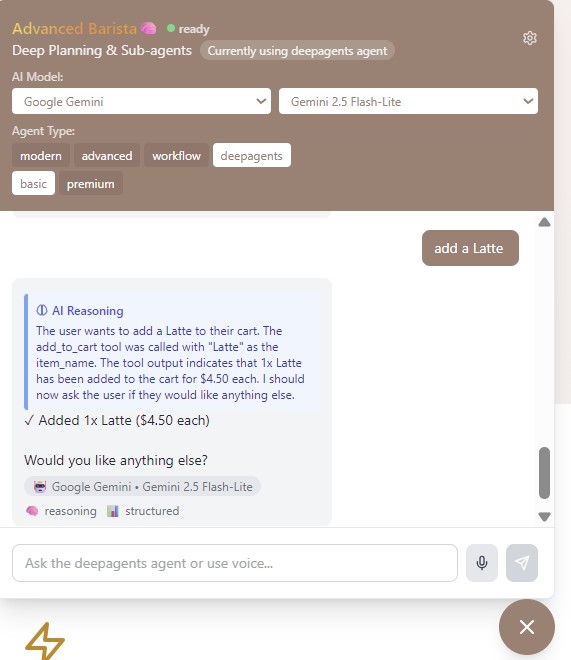 Advanced Barista ready
Deep Planning & Sub-agents Currently using deepagents agent
AI Model:
Google Gemini Gemini 2.5 Flash-Lite
Agent Type:
modern advanced workflow deepagents
basic premium
add a Latte
AI Reasoning
The user wants to add a Latte to their cart. The
add_to_cart tool was called with "Latte" as the
item_name. The tool output indicates that 1x Latte
has been added to the cart for $4.50 each. I should
now ask the user if they would like anything else.
✓ Added 1x Latte ($4.50 each)
Would you like anything else?
Google Gemini • Gemini 2.5 Flash-Lite
reasoning structured
Ask the deepagents agent or use voice...